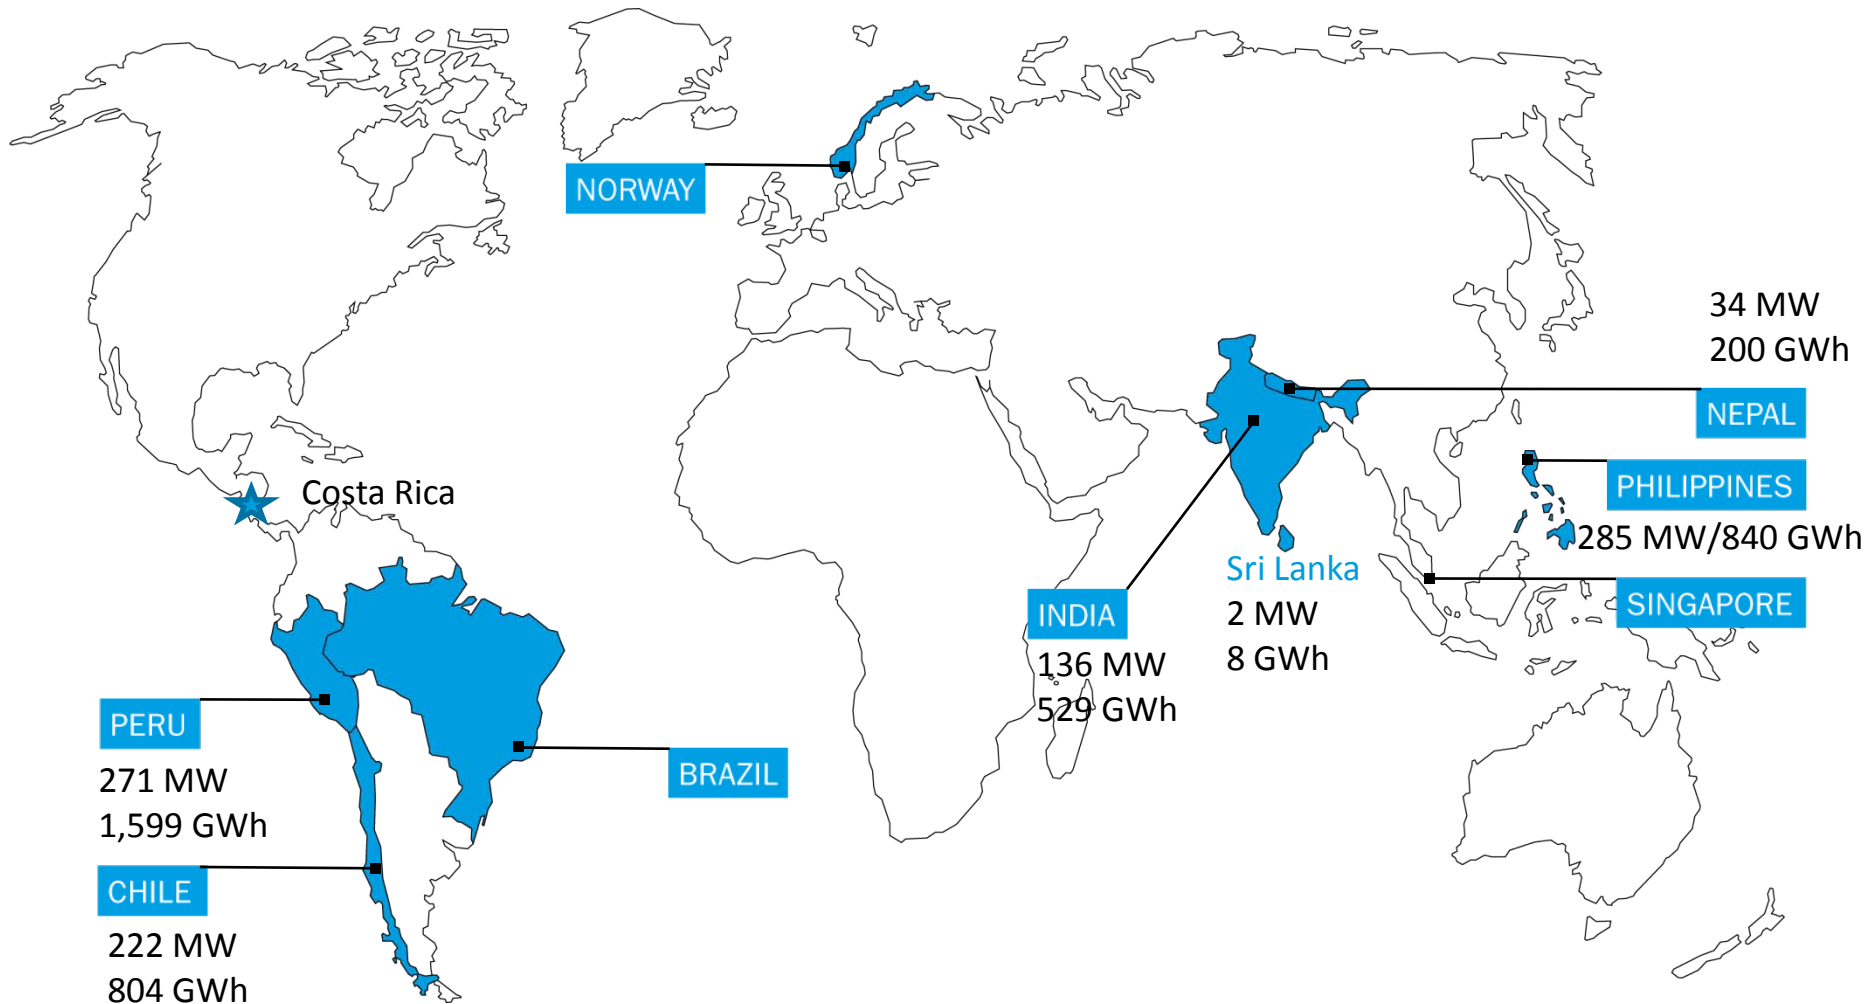 NORWAY
34 MW
200 GWh
NEPAL
Costa Rica
PHILIPPINES
285 MW/840 GWh
Sri Lanka
2 MW
8 GWh
SINGAPORE
INDIA
136 MW
529 GWh
PERU
271 MW
1,599 GWh
BRAZIL
CHILE
222 MW
804 GWh